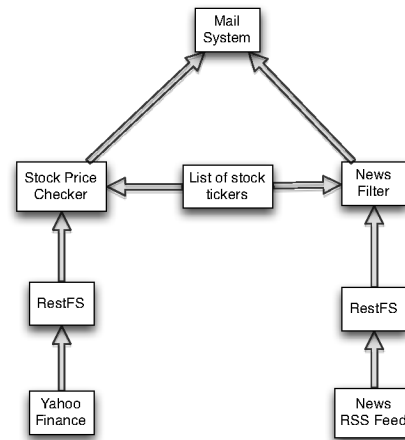 Mail
System
Stock Price
Checker
List of stock
tickers
News
Filter
RestFS
RestFS
Yahoo
Finance
News
RSS Feed